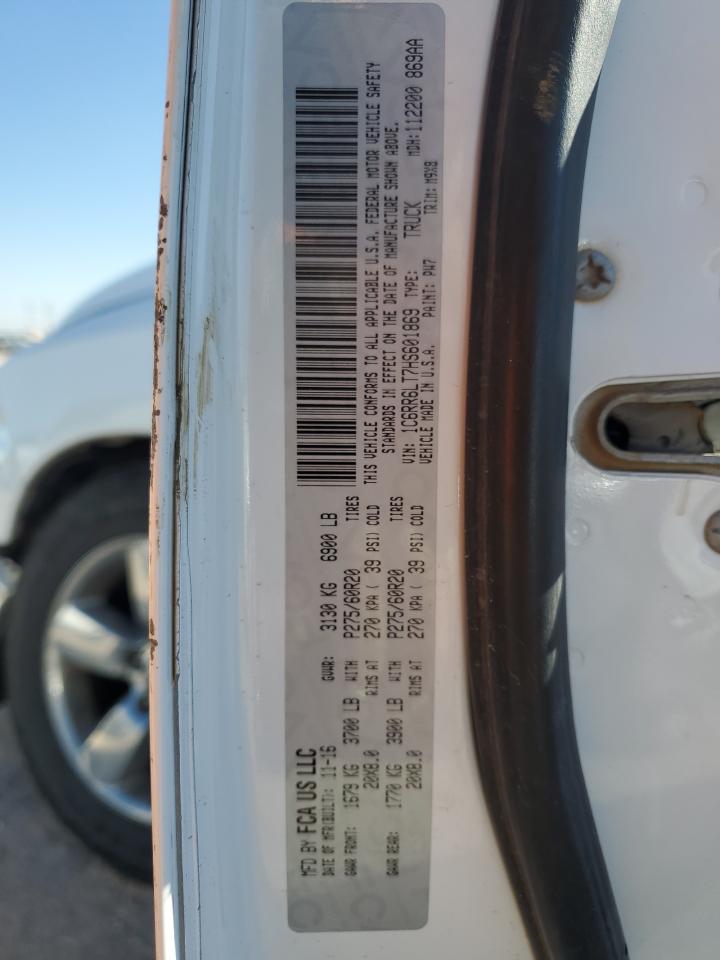 MFD BY FCA US LLC
DATE OF MFR(BUILT): 11-16 GVWR: 3130 KG 6900 LB
GAWR FRONT: 1679 KG 3700 LB WITH P275/60R20 TIRES
20X8.0 RIMS AT 270 KPA ( 39 PSI) COLD
GAWR REAR: 1770 KG 3900 LB WITH P275/60R20 TIRES
20X8.0 RIMS AT 270 KPA ( 39 PSI) COLD
THIS VEHICLE CONFORMS TO ALL APPLICABLE U.S.A. FEDERAL MOTOR VEHICLE SAFETY
STANDARDS IN EFFECT ON THE DATE OF MANUFACTURE SHOWN ABOVE.
VIN: 1C6RR6LT7HS601869 TYPE: TRUCK MDH: 112200 869AA
VEHICLE MADE IN U.S.A. PAINT: PW7 TRIM: M9X8